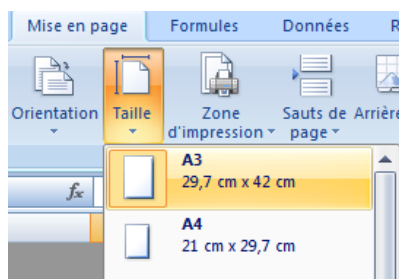 Mise en page Formules Données R
Orientation Taille Zone d'impression Sauts de page Arrière
fx
A3
29,7 cm x 42 cm
A4
21 cm x 29,7 cm